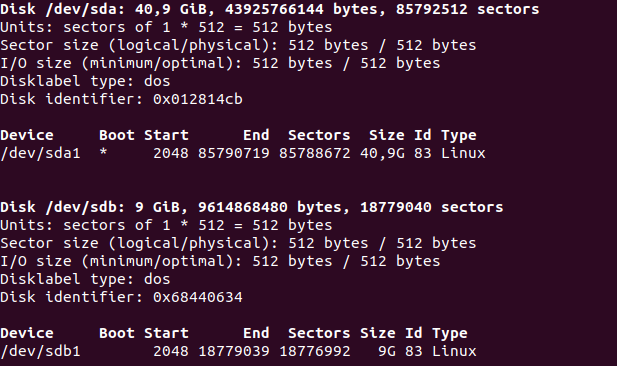 Disk /dev/sda: 40,9 GiB, 43925766144 bytes, 85792512 sectors
Units: sectors of 1 * 512 = 512 bytes
Sector size (logical/physical): 512 bytes / 512 bytes
I/O size (minimum/optimal): 512 bytes / 512 bytes
Disklabel type: dos
Disk identifier: 0x012814cb

Device     Boot Start      End  Sectors  Size Id Type
/dev/sda1  *     2048 85790719 85788672 40,9G 83 Linux


Disk /dev/sdb: 9 GiB, 9614868480 bytes, 18779040 sectors
Units: sectors of 1 * 512 = 512 bytes
Sector size (logical/physical): 512 bytes / 512 bytes
I/O size (minimum/optimal): 512 bytes / 512 bytes
Disklabel type: dos
Disk identifier: 0x68440634

Device     Boot Start      End  Sectors Size Id Type
/dev/sdb1        2048 18779039 18776992   9G 83 Linux